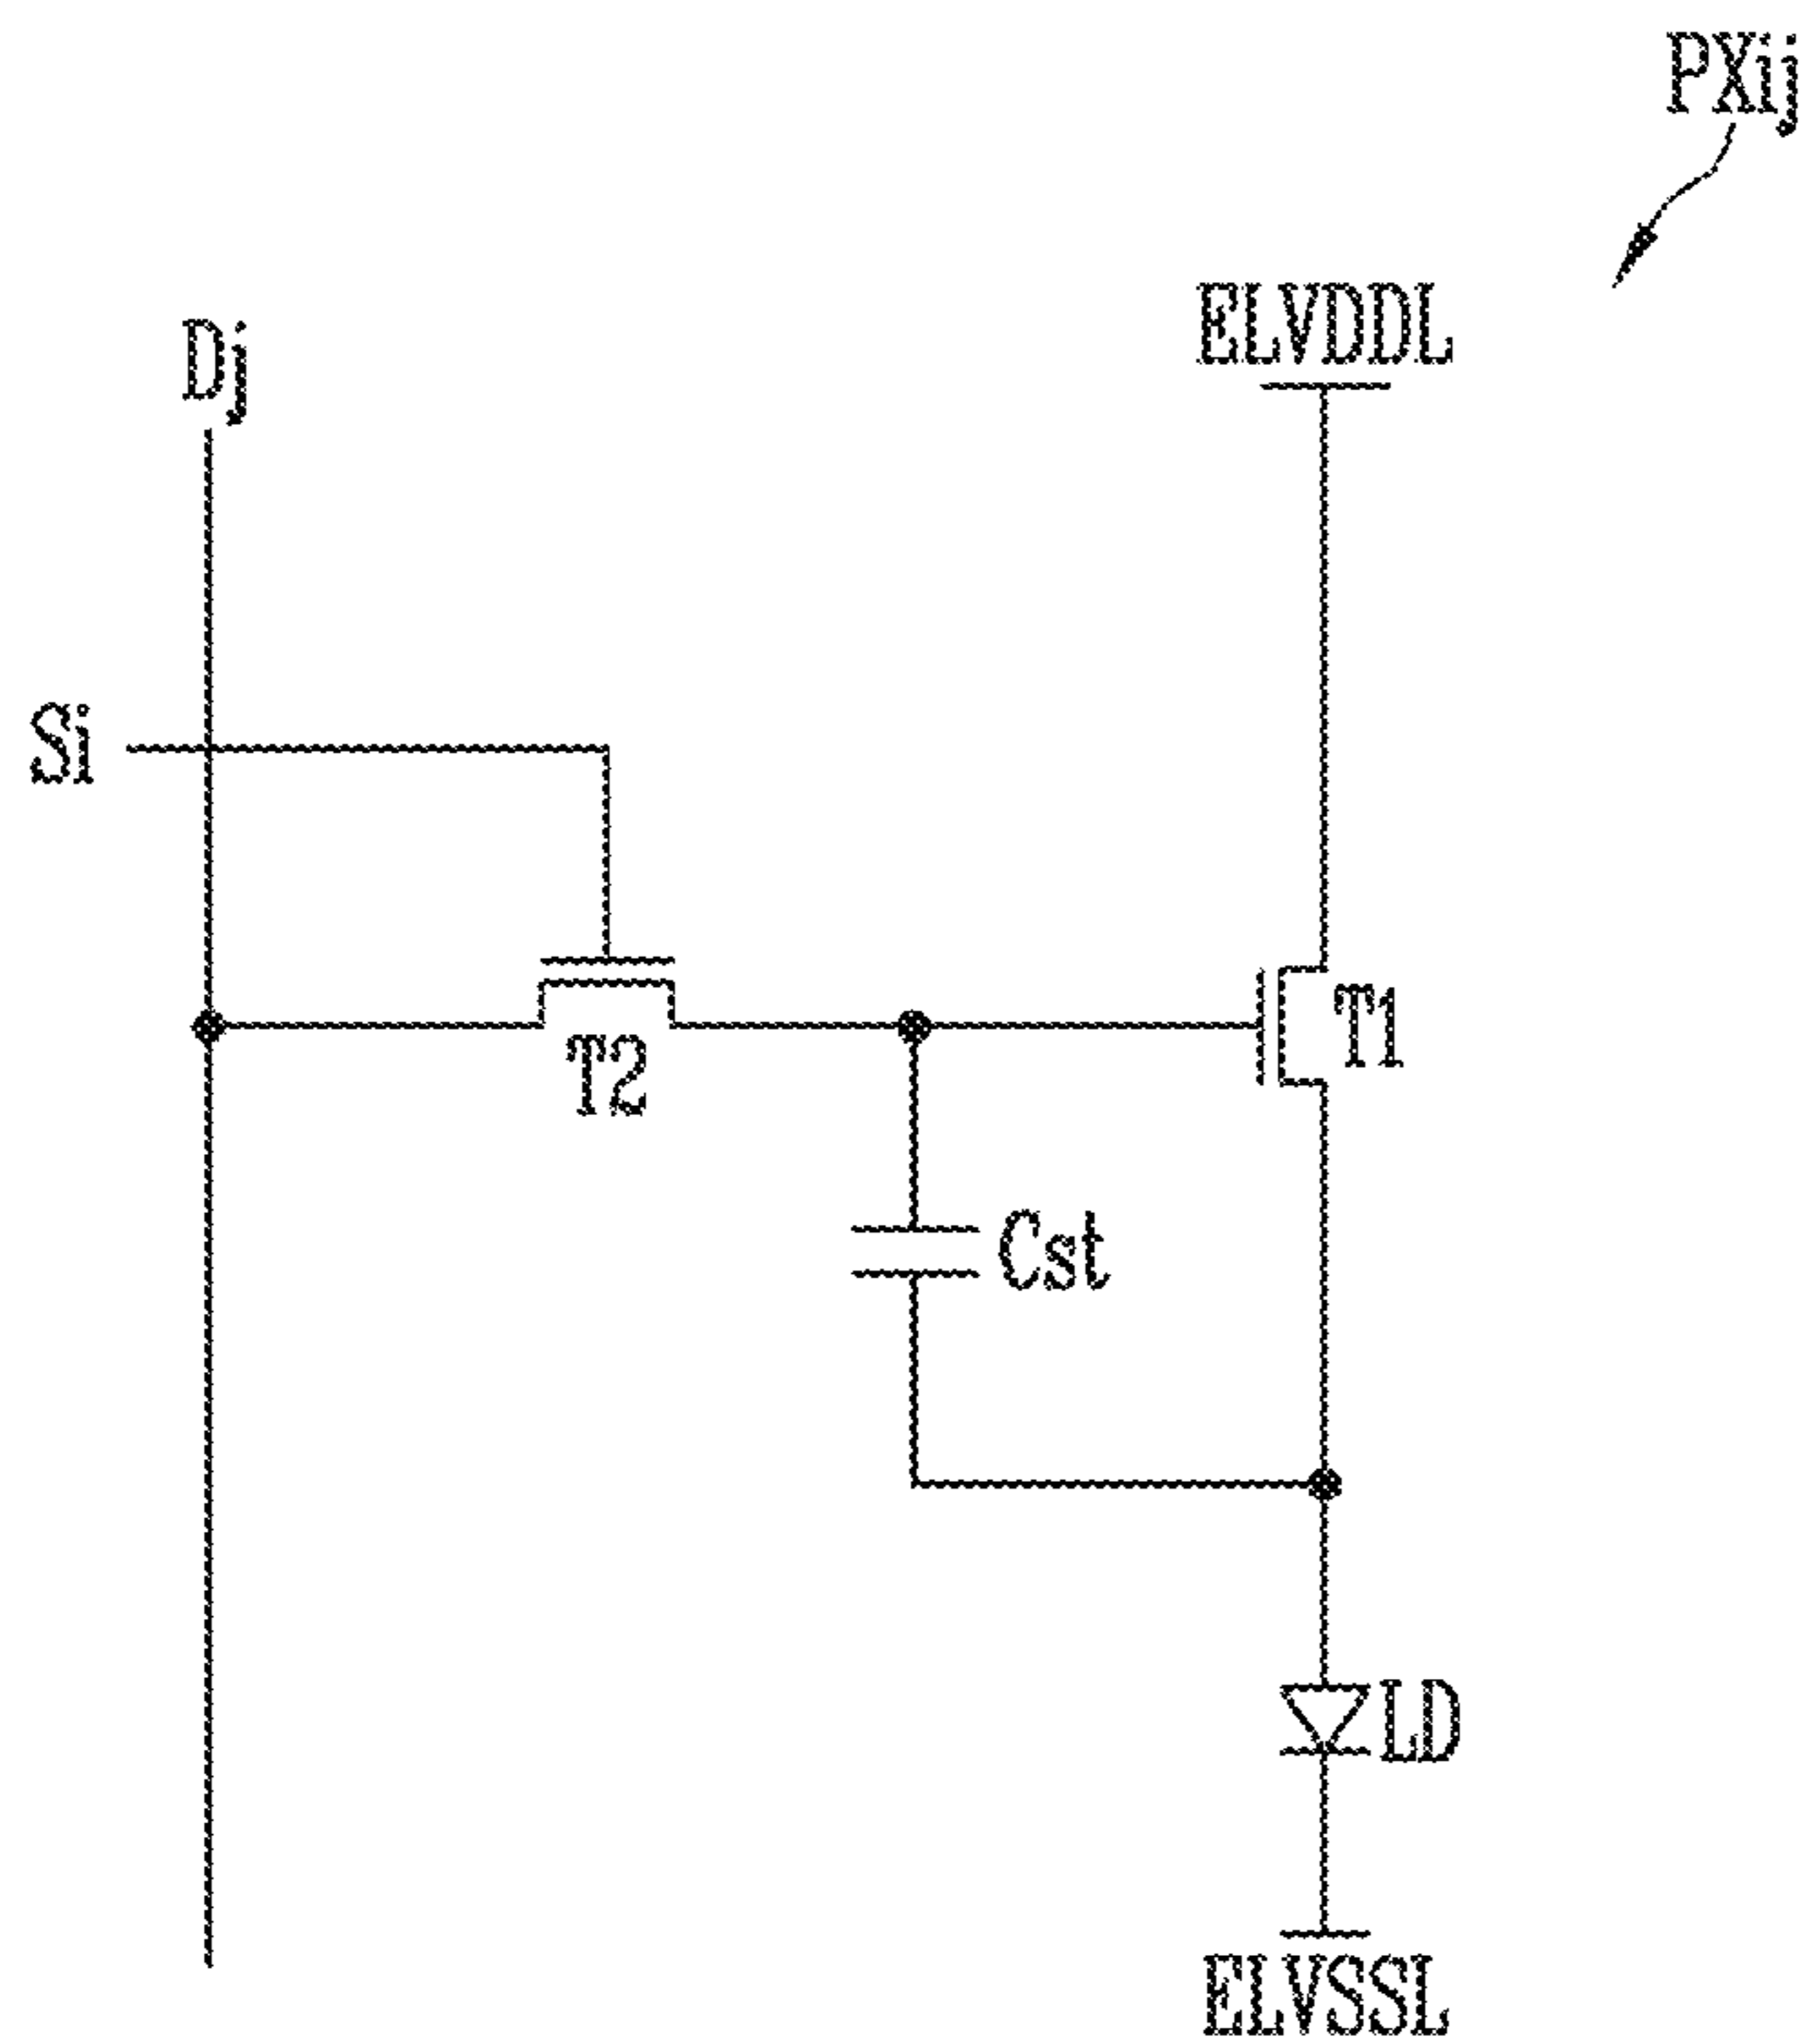 PXij
ELVDDL
Dj
Si
T1
T2
Cst
LD
ELVSSL